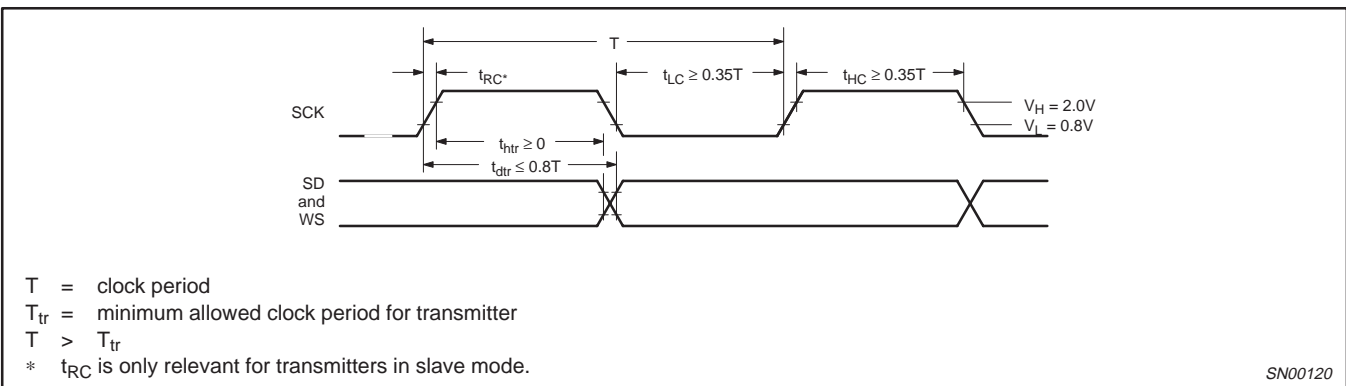 T
tRC*
tLC ≥ 0.35T
tHC ≥ 0.35T
SCK
VH = 2.0V
VL = 0.8V
thtr ≥ 0
tdtr ≤ 0.8T
SD
and
WS
T = clock period
Ttr = minimum allowed clock period for transmitter
T > Ttr
* tRC is only relevant for transmitters in slave mode.
SN00120